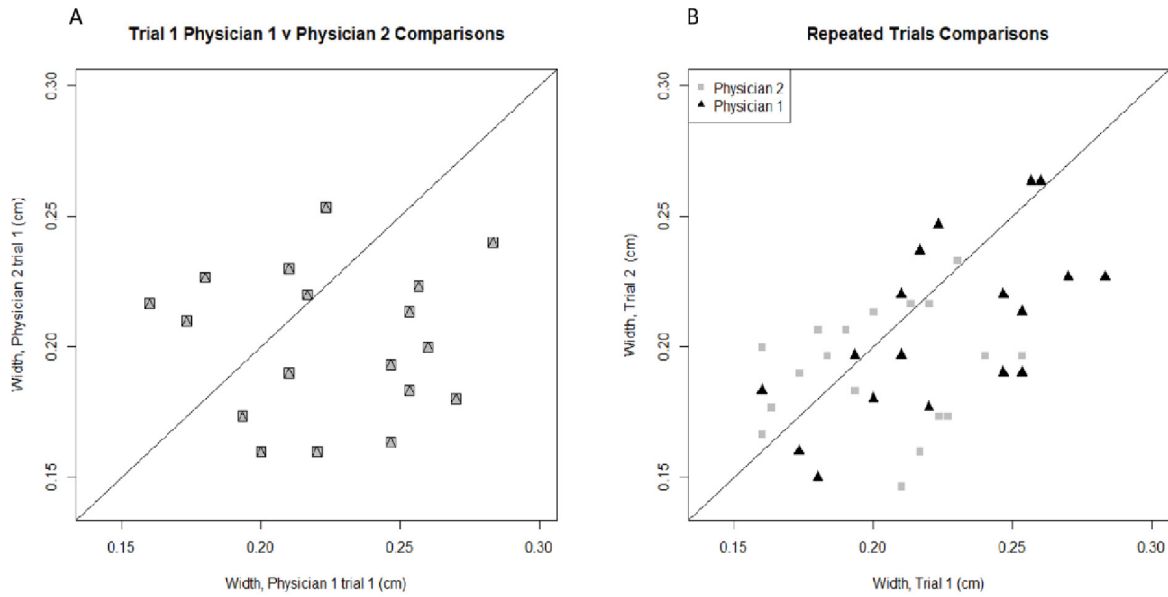 A
Trial 1 Physician 1 v Physician 2 Comparisons
0.30
0.25
0.20
0.15
Width, Physician 2 trial 1 (cm)
0.15 0.20 0.25 0.30
Width, Physician 1 trial 1 (cm)
B
Repeated Trials Comparisons
Physician 2
Physician 1
0.30
0.25
0.20
0.15
Width, Trial 2 (cm)
0.15 0.20 0.25 0.30
Width, Trial 1 (cm)